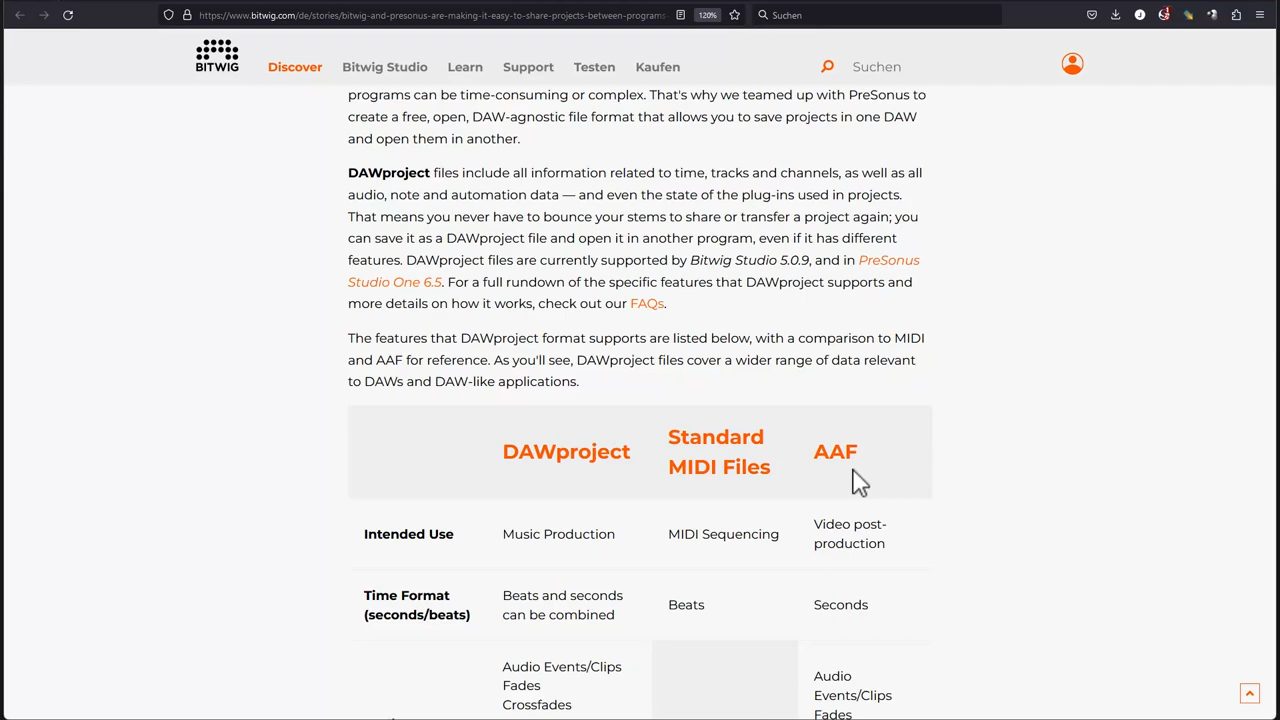 https://www.bitwig.com/de/stories/bitwig-and-presonus-are-making-it-easy-to-share-projects-between-programs-
120%
Suchen
BITWIG
Discover
Bitwig Studio
Learn
Support
Testen
Kaufen
Suchen
programs can be time-consuming or complex. That's why we teamed up with PreSonus to
create a free, open, DAW-agnostic file format that allows you to save projects in one DAW
and open them in another.
DAWproject files include all information related to time, tracks and channels, as well as all
audio, note and automation data — and even the state of the plug-ins used in projects.
That means you never have to bounce your stems to share or transfer a project again; you
can save it as a DAWproject file and open it in another program, even if it has different
features. DAWproject files are currently supported by Bitwig Studio 5.0.9, and in PreSonus
Studio One 6.5. For a full rundown of the specific features that DAWproject supports and
more details on how it works, check out our FAQs.
The features that DAWproject format supports are listed below, with a comparison to MIDI
and AAF for reference. As you'll see, DAWproject files cover a wider range of data relevant
to DAWs and DAW-like applications.
DAWproject
Standard
MIDI Files
AAF
Intended Use
Music Production
MIDI Sequencing
Video post-
production
Time Format
(seconds/beats)
Beats and seconds
can be combined
Beats
Seconds
Audio Events/Clips
Fades
Crossfades
Audio
Events/Clips
Fades